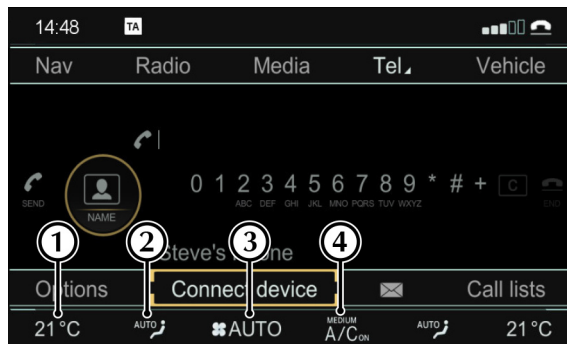 14:48 TA
Nav Radio Media Tel Vehicle
0 1 2 3 4 5 6 7 8 9 * # + C
SEND ABC DEF GHI JKL MNO PQRS TUV WXYZ END
NAME
1 2 3 4
Steve's Phone
Options Connect device Call lists
21 °C AUTO AUTO MEDIUM A/C ON AUTO 21 °C